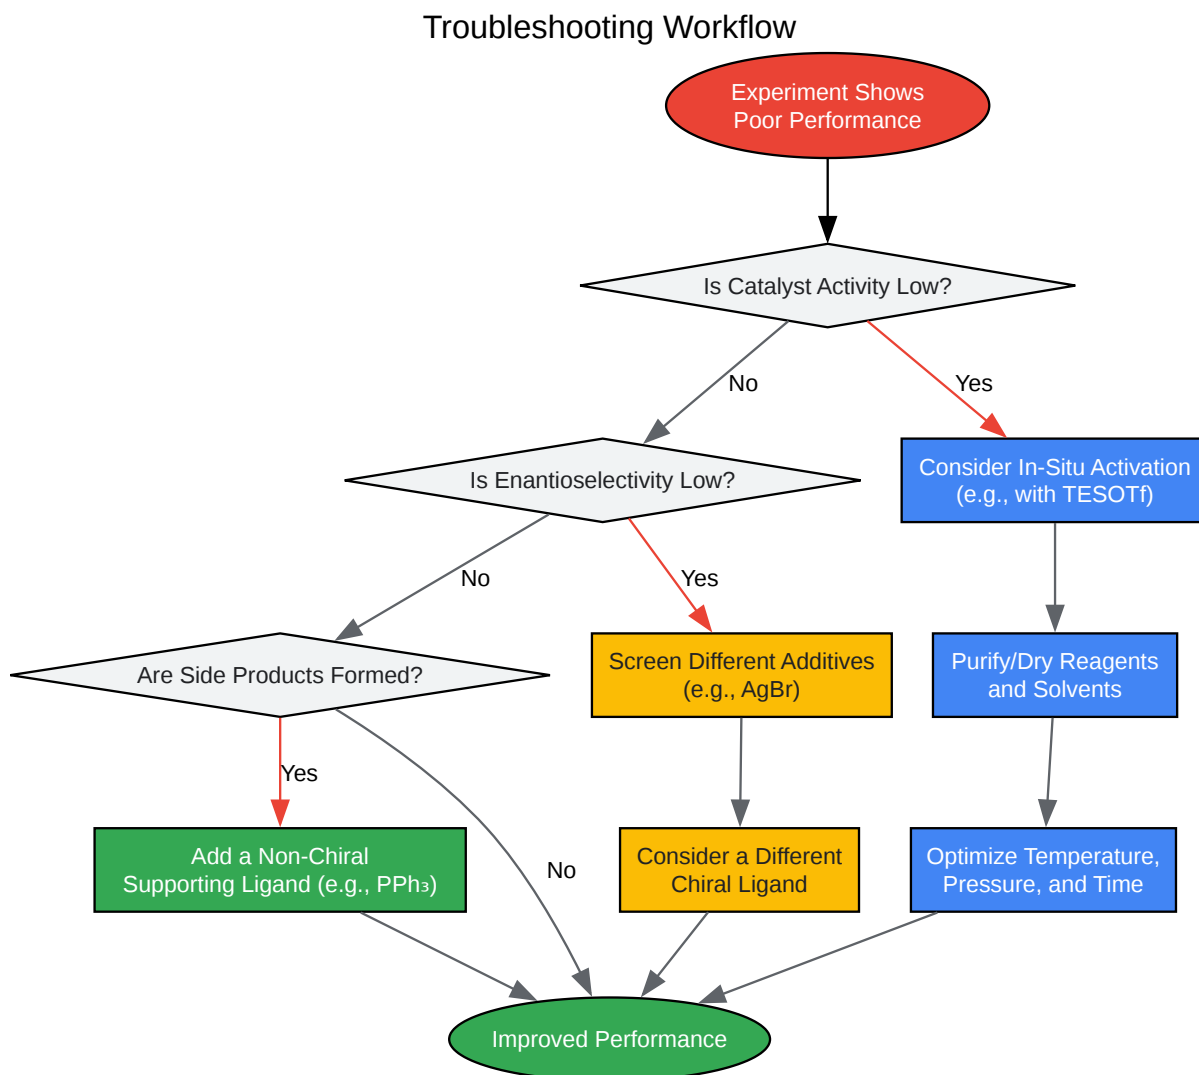 Troubleshooting Workflow
Experiment Shows
Poor Performance
Is Catalyst Activity Low?
No
Yes
Is Enantioselectivity Low?
Consider In-Situ Activation
(e.g., with TESOTf)
No
Yes
Are Side Products Formed?
Screen Different Additives
(e.g., AgBr)
Purify/Dry Reagents
and Solvents
Yes
No
Add a Non-Chiral
Supporting Ligand (e.g., PPh₃)
Consider a Different
Chiral Ligand
Optimize Temperature,
Pressure, and Time
Improved Performance